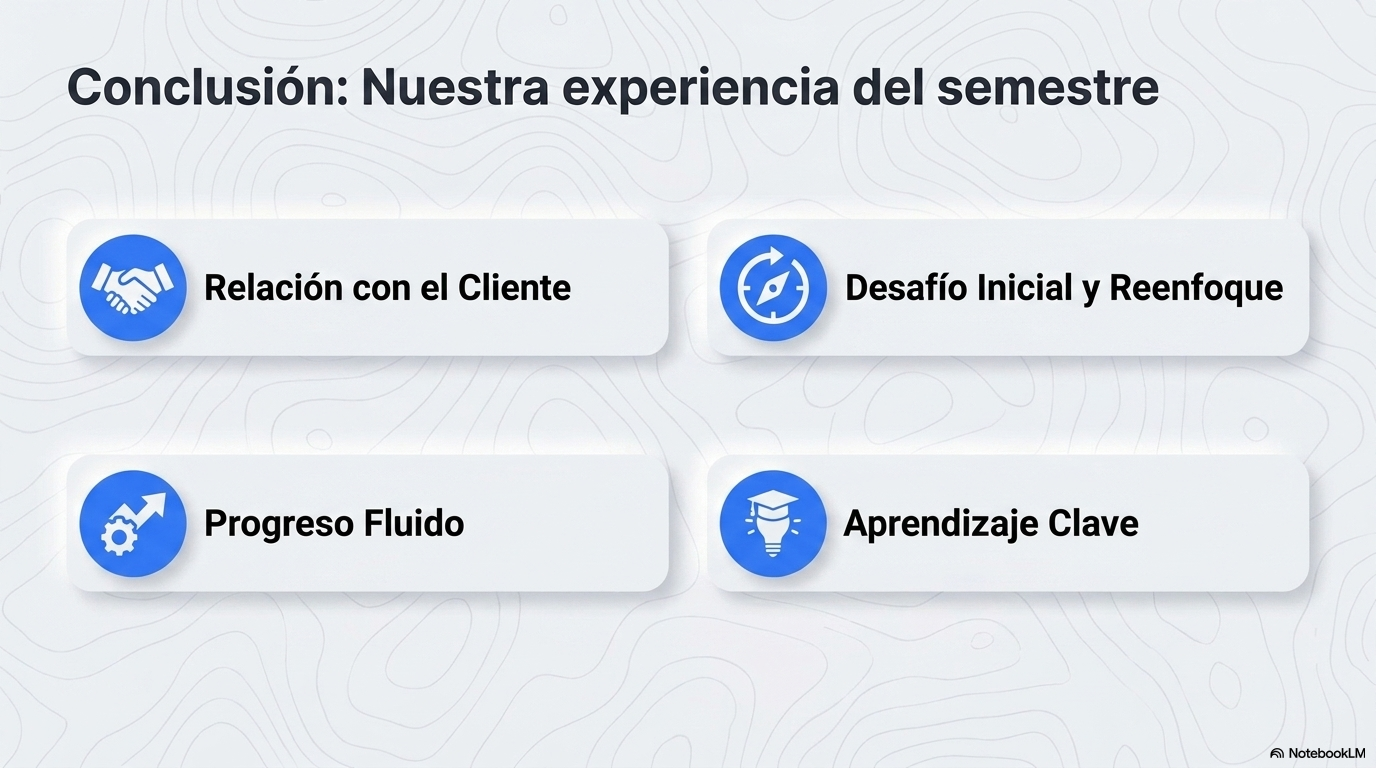 Conclusión: Nuestra experiencia del semestre
Relación con el Cliente
Desafío Inicial y Reenfoque
Progreso Fluido
Aprendizaje Clave
NotebookLM